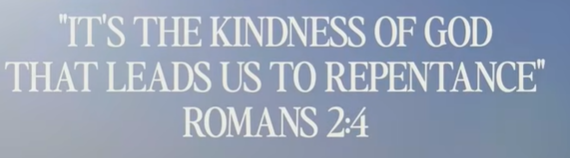 "IT'S THE KINDNESS OF GOD
THAT LEADS US TO REPENTANCE"
ROMANS 2:4